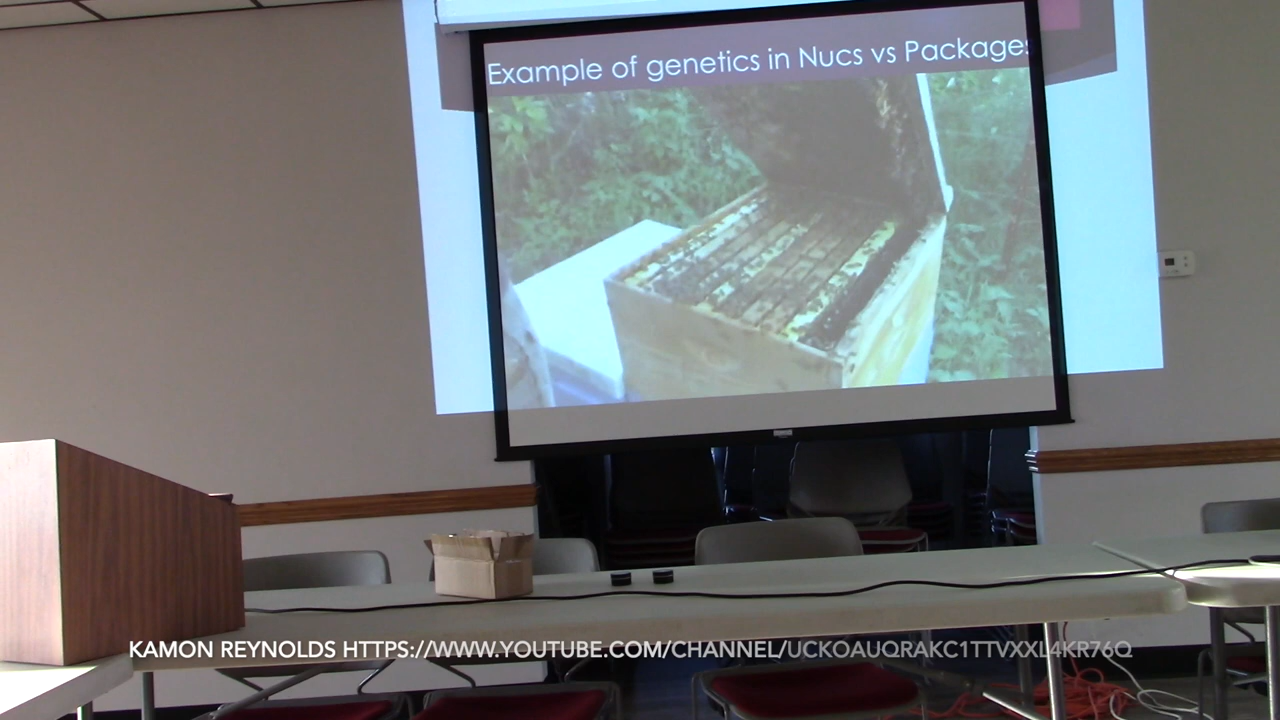 Example of genetics in Nucs vs Packages
KAMON REYNOLDS HTTPS://WWW.YOUTUBE.COM/CHANNEL/UCKOAUQRAKC1TTVXXL4KR76Q